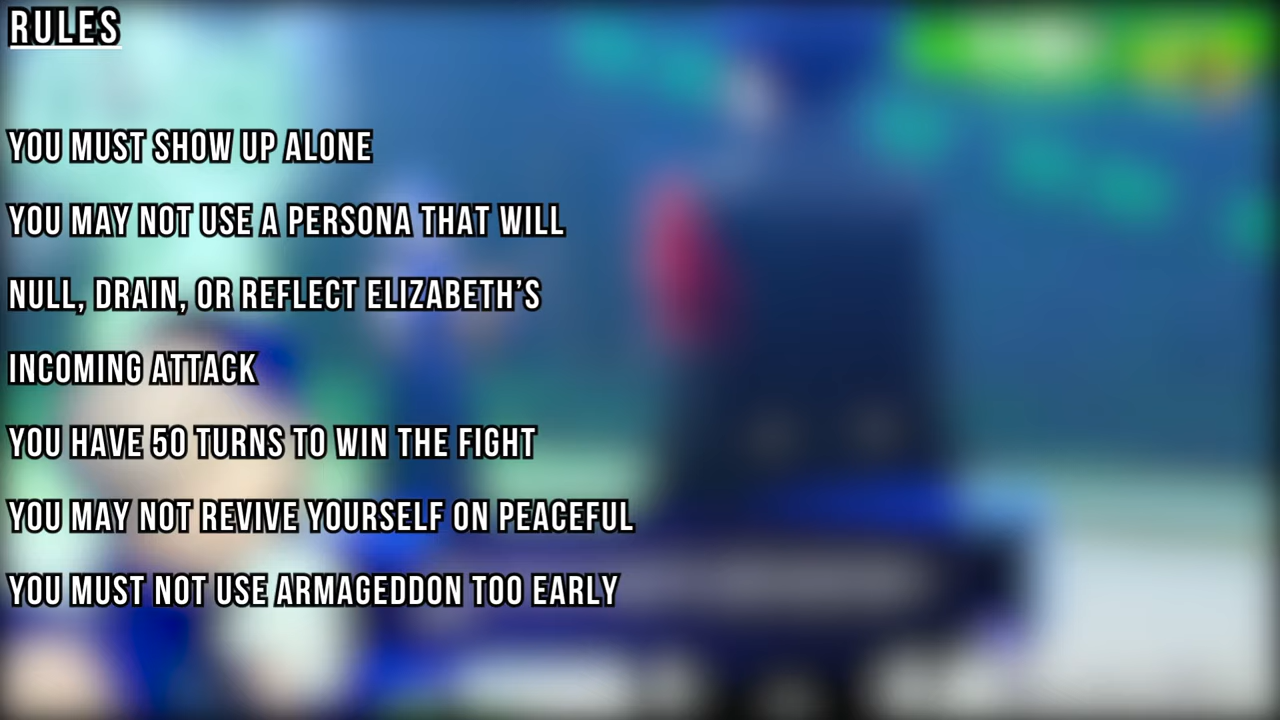 RULES
YOU MUST SHOW UP ALONE
YOU MAY NOT USE A PERSONA THAT WILL
NULL, DRAIN, OR REFLECT ELIZABETH'S
INCOMING ATTACK
YOU HAVE 50 TURNS TO WIN THE FIGHT
YOU MAY NOT REVIVE YOURSELF ON PEACEFUL
YOU MUST NOT USE ARMAGEDDON TOO EARLY